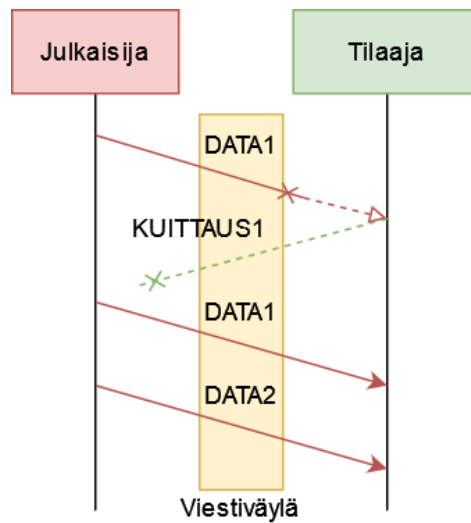 Julkaisija
Tilaaja
DATA1
KUITTAUS1
DATA1
DATA2
Viestiväylä